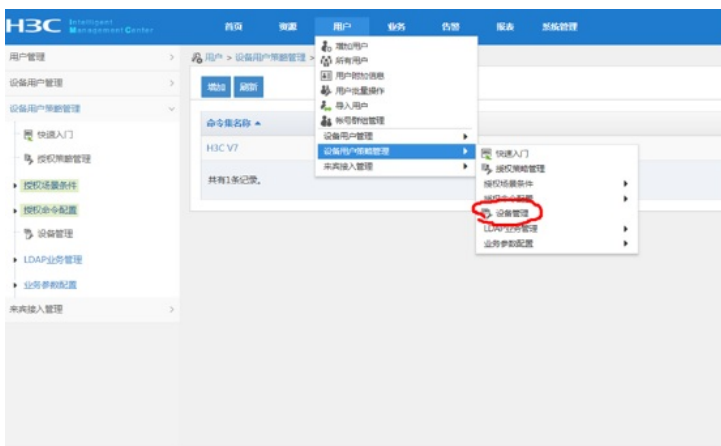 H3C Intelligent Management Center
首页 资源 用户 业务 告警 报表 系统管理
用户管理
设备用户管理
设备用户策略管理
快速入门
授权策略管理
授权场景条件
授权命令配置
设备管理
LDAP业务管理
业务参数配置
来宾接入管理
用户 > 设备用户策略管理 >
增加 刷新
命令集名称
H3C V7
共有1条记录。
增加用户
所有用户
用户附加信息
用户批量操作
导入用户
帐号群组管理
设备用户管理
设备用户策略管理
来宾接入管理
快速入门
授权策略管理
授权场景条件
授权命令配置
设备管理
LDAP业务管理
业务参数配置